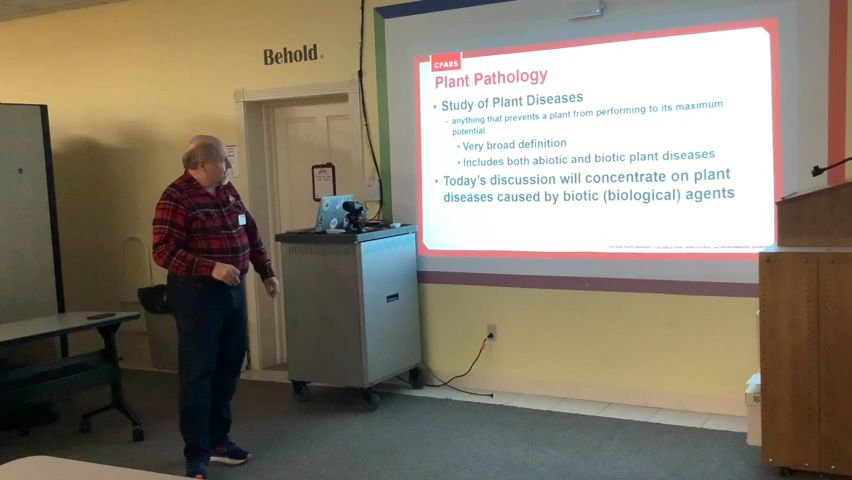 Behold.
CFAES
Plant Pathology
• Study of Plant Diseases
– anything that prevents a plant from performing to its maximum
potential
• Very broad definition
• Includes both abiotic and biotic plant diseases
• Today's discussion will concentrate on plant
diseases caused by biotic (biological) agents